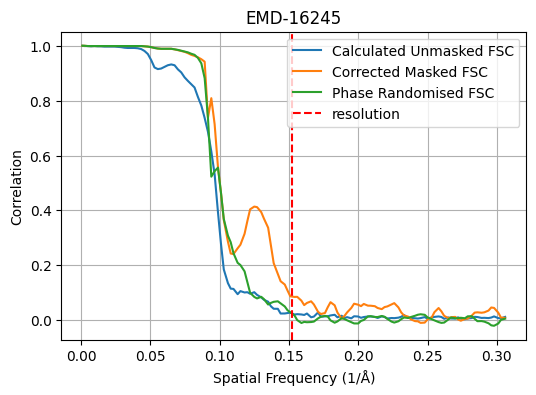 EMD-16245
Calculated Unmasked FSC
Corrected Masked FSC
Phase Randomised FSC
resolution
Correlation
1.0
0.8
0.6
0.4
0.2
0.0
0.00 0.05 0.10 0.15 0.20 0.25 0.30
Spatial Frequency (1/Å)